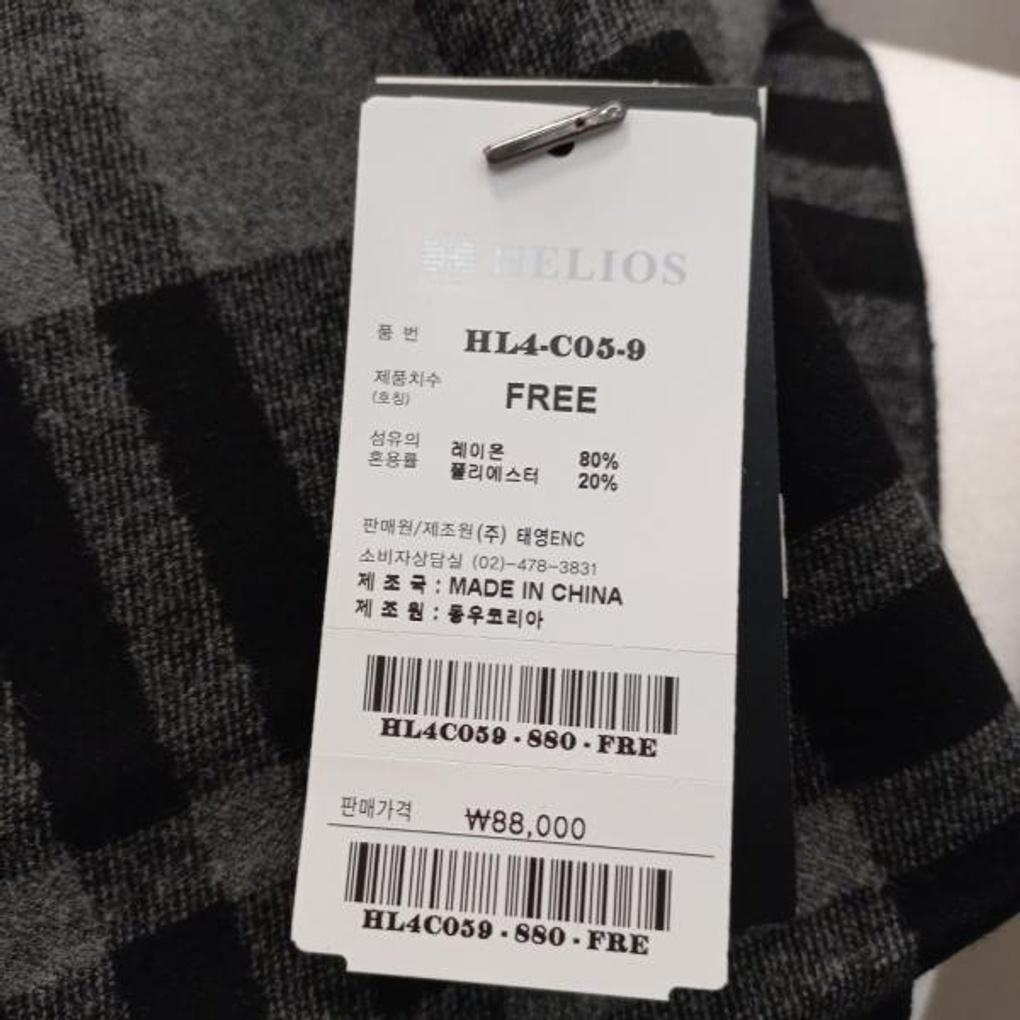 HELIOS
품 번 HL4-C05-9
제품치수
(호칭) FREE
섬유의
혼용률
레이온 80%
폴리에스터 20%
판매원/제조원 (주) 태영ENC
소비자상담실 (02)-478-3831
제 조 국 : MADE IN CHINA
제 조 원 : 동우코리아
HL4C059 - 880 - FRE
판매가격 ₩88,000
HL4C059 - 880 - FRE